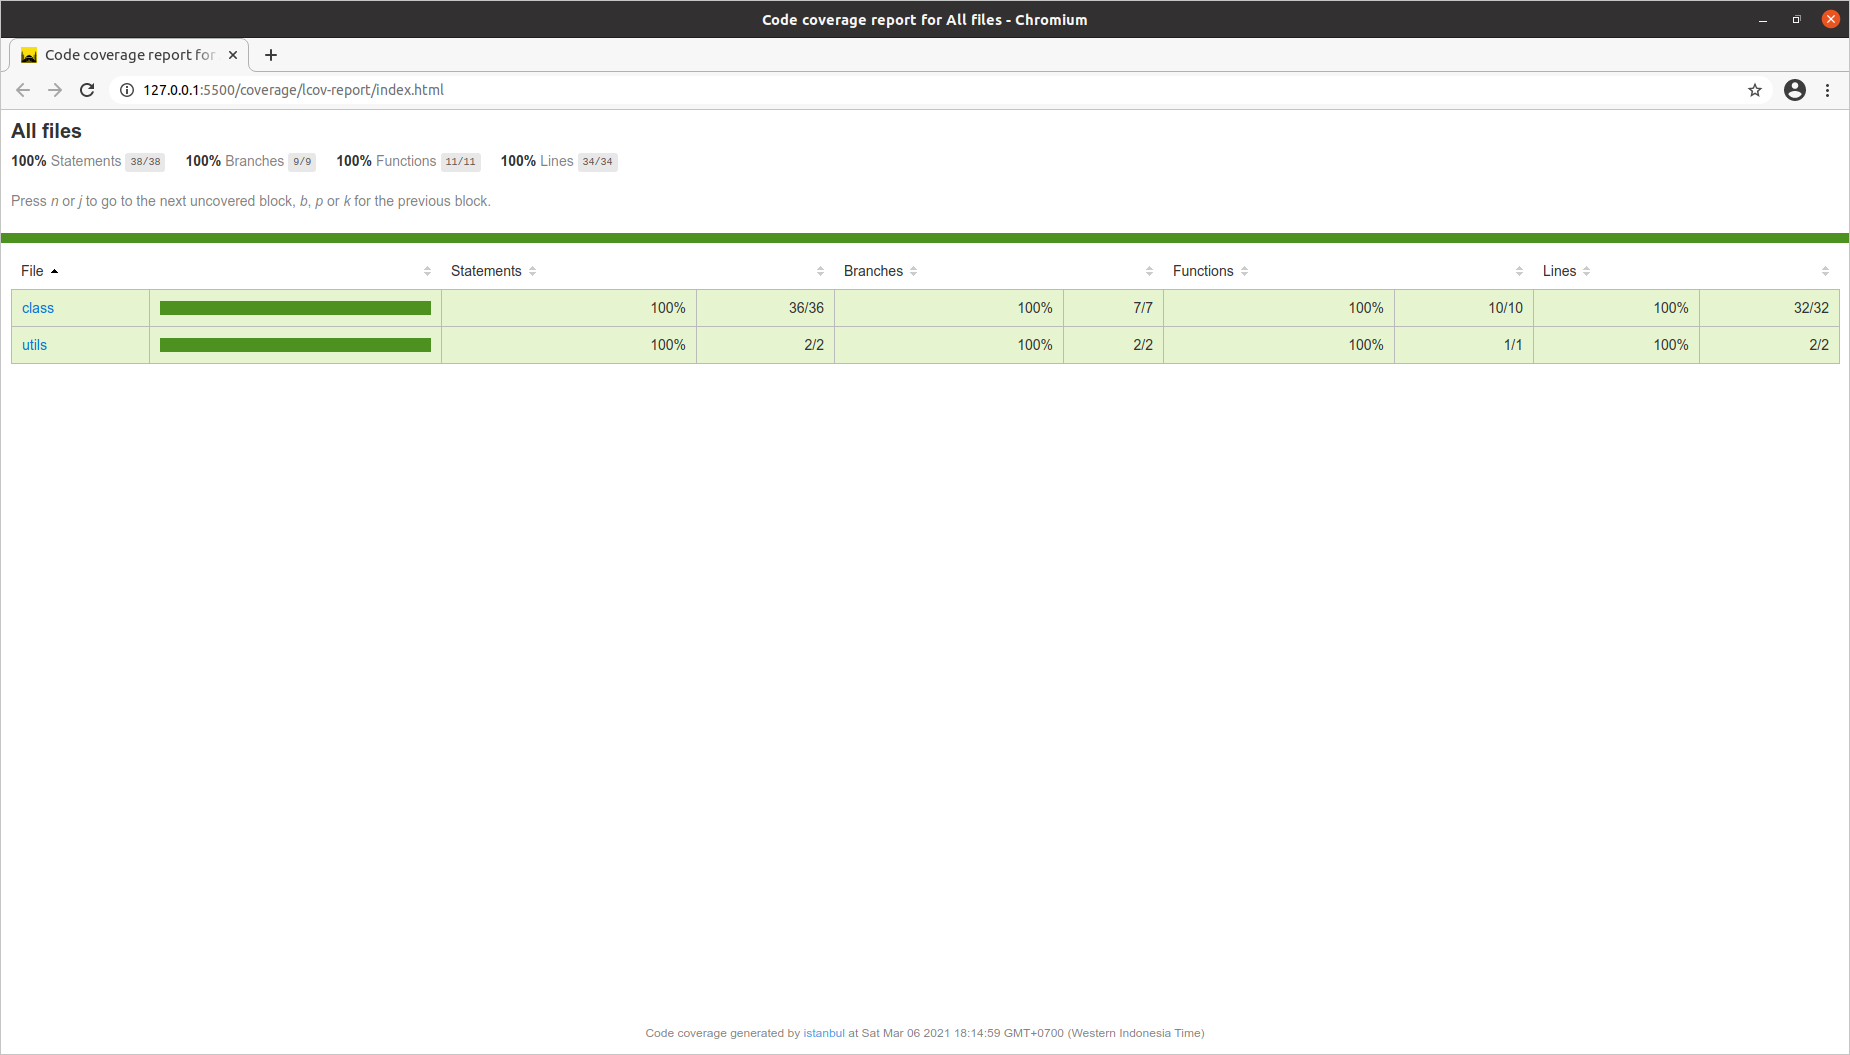 Code coverage report for All files - Chromium
Code coverage report for
127.0.0.1:5500/coverage/lcov-report/index.html
All files
100% Statements 38/38 100% Branches 9/9 100% Functions 11/11 100% Lines 34/34
Press n or j to go to the next uncovered block, b, p or k for the previous block.
File Statements Branches Functions Lines
class 100% 36/36 100% 7/7 100% 10/10 100% 32/32
utils 100% 2/2 100% 2/2 100% 1/1 100% 2/2
Code coverage generated by istanbul at Sat Mar 06 2021 18:14:59 GMT+0700 (Western Indonesia Time)